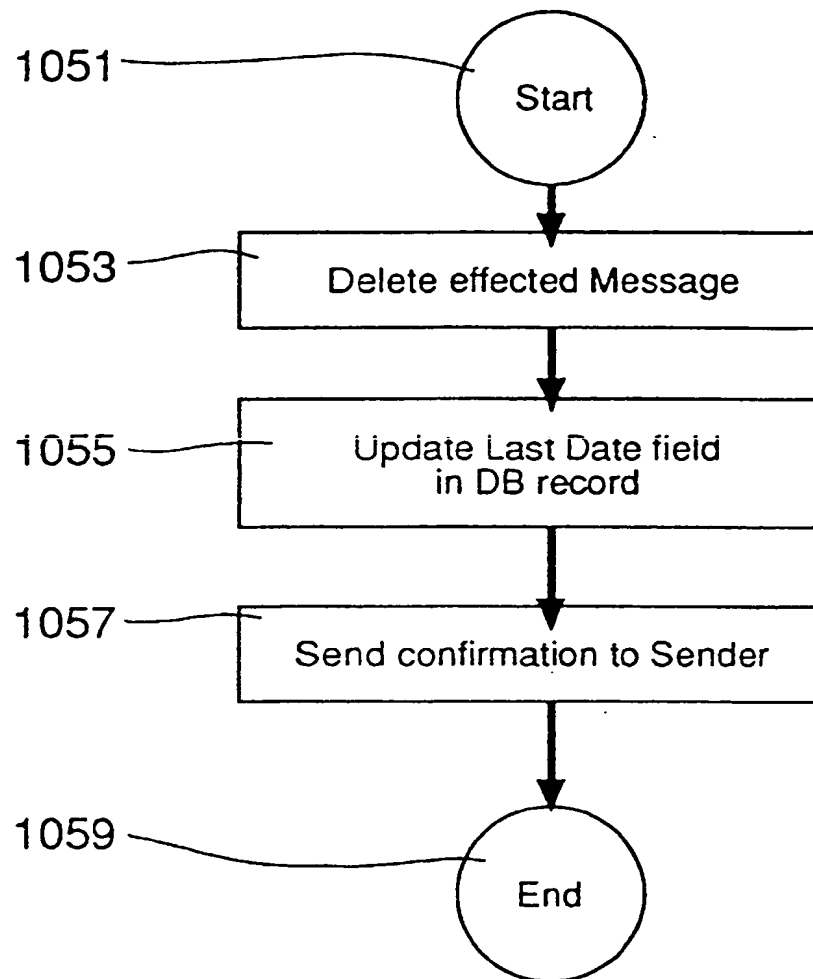 1051
Start
1053
Delete effected Message
1055
Update Last Date field
in DB record
1057
Send confirmation to Sender
1059
End